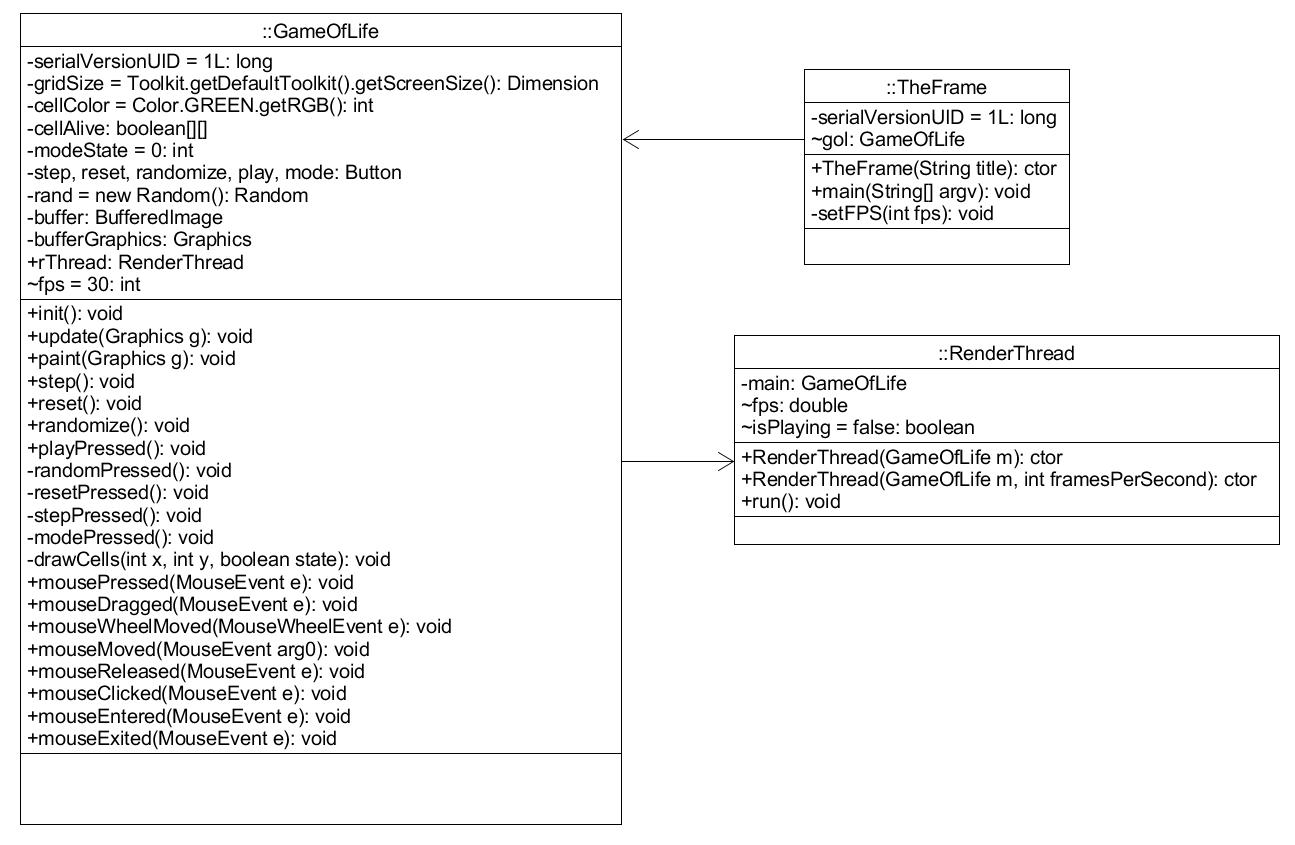 ::GameOfLife
-serialVersionUID = 1L: long
-gridSize = Toolkit.getDefaultToolkit().getScreenSize(): Dimension
-cellColor = Color.GREEN.getRGB(): int
-cellAlive: boolean[][]
-modeState = 0: int
-step, reset, randomize, play, mode: Button
-rand = new Random(): Random
-buffer: BufferedImage
-bufferGraphics: Graphics
+rThread: RenderThread
~fps = 30: int
+init(): void
+update(Graphics g): void
+paint(Graphics g): void
+step(): void
+reset(): void
+randomize(): void
+playPressed(): void
-randomPressed(): void
-resetPressed(): void
-stepPressed(): void
-modePressed(): void
-drawCells(int x, int y, boolean state): void
+mousePressed(MouseEvent e): void
+mouseDragged(MouseEvent e): void
+mouseWheelMoved(MouseWheelEvent e): void
+mouseMoved(MouseEvent arg0): void
+mouseReleased(MouseEvent e): void
+mouseClicked(MouseEvent e): void
+mouseEntered(MouseEvent e): void
+mouseExited(MouseEvent e): void
::TheFrame
-serialVersionUID = 1L: long
~gol: GameOfLife
+TheFrame(String title): ctor
+main(String[] argv): void
-setFPS(int fps): void
::RenderThread
-main: GameOfLife
~fps: double
~isPlaying = false: boolean
+RenderThread(GameOfLife m): ctor
+RenderThread(GameOfLife m, int framesPerSecond): ctor
+run(): void